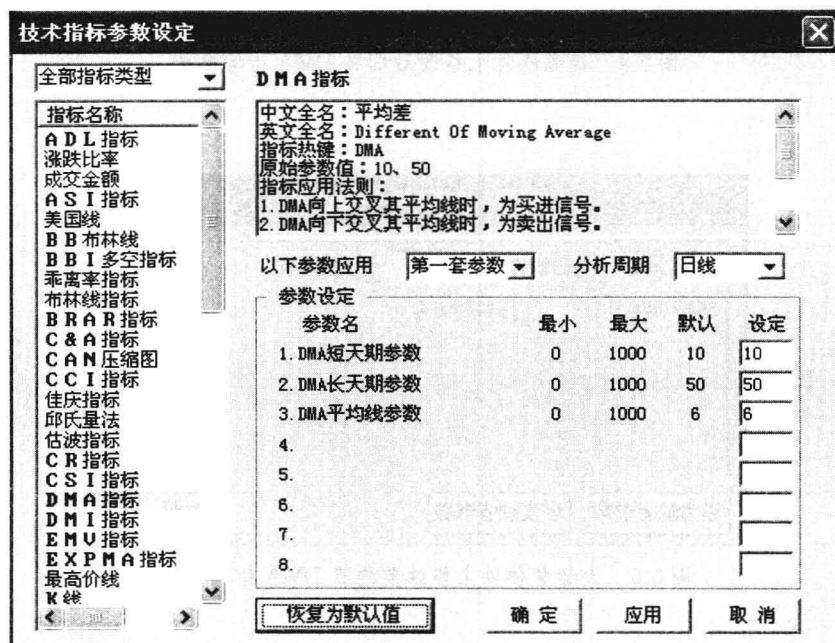 技术指标参数设定
全部指标类型
DMA指标
指标名称
ADL指标
涨跌比率
成交金额
ASI指标
美国线
BB布林线
BBI多空指标
乖离率指标
布林线指标
BRAR指标
C&A指标
CAN压缩图
CCI指标
佳庆指标
邱氏量法
估波指标
CR指标
CSI指标
DMA指标
DMI指标
EMV指标
EXPMA指标
最高价线
K线
中文全名：平均差
英文全名：Different Of Moving Average
指标热键：DMA
原始参数值：10、50
指标应用法则：
1.DMA向上交叉其平均线时，为买进信号。
2.DMA向下交叉其平均线时，为卖出信号。
以下参数应用 第一套参数 分析周期 日线
参数设定
参数名 最小 最大 默认 设定
1.DMA短天期参数 0 1000 10 10
2.DMA长天期参数 0 1000 50 50
3.DMA平均线参数 0 1000 6 6
4.
5.
6.
7.
8.
恢复为默认值 确定 应用 取消